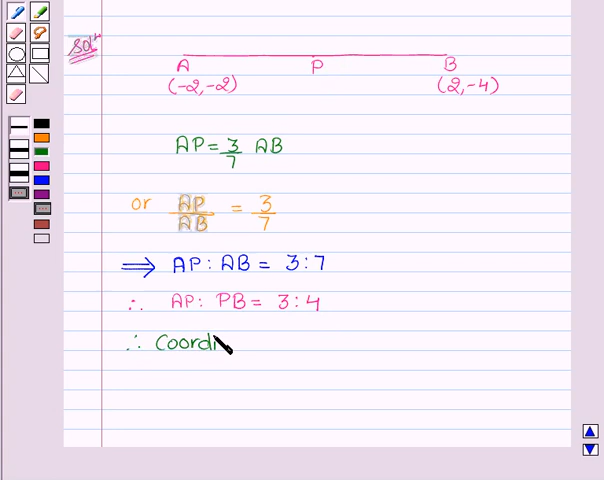 Sol^n
A P B
(-2,-2) (2,-4)
AP = 3/7 AB
or AP/AB = 3/7
⟹ AP : AB = 3 : 7
∴ AP : PB = 3 : 4
∴ Coordi